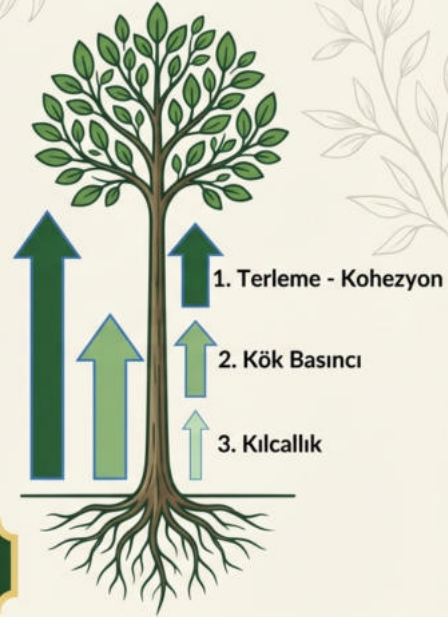 1. Terleme - Kohezyon
2. Kök Basıncı
3. Kılcallık